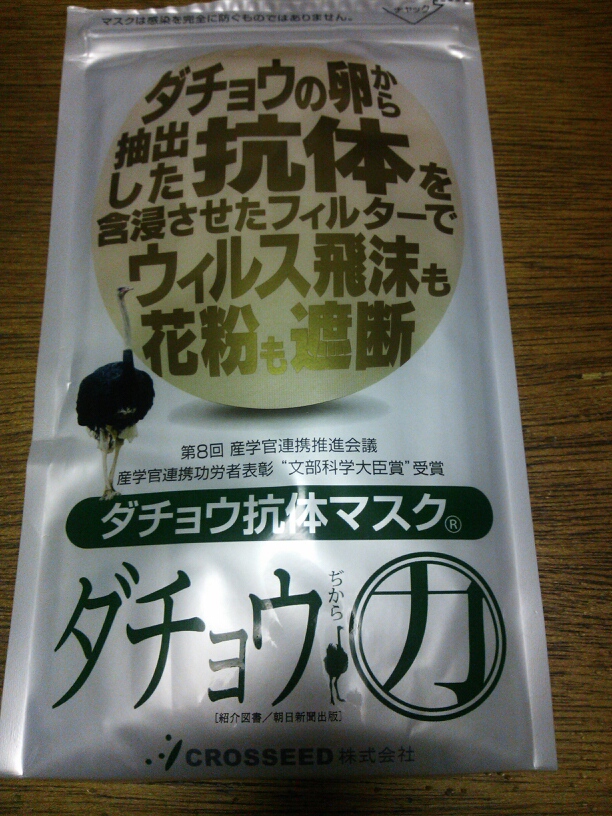 マスクは感染を完全に防ぐものではありません。
チャック
ダチョウの卵から
抽出した抗体を
含浸させたフィルターで
ウィルス飛沫も
花粉も遮断
第8回 産学官連携推進会議
産学官連携功労者表彰 “文部科学大臣賞”受賞
ダチョウ抗体マスク®
ぢから
ダチョウ力
[紹介図書/朝日新聞出版]
CROSSEED株式会社